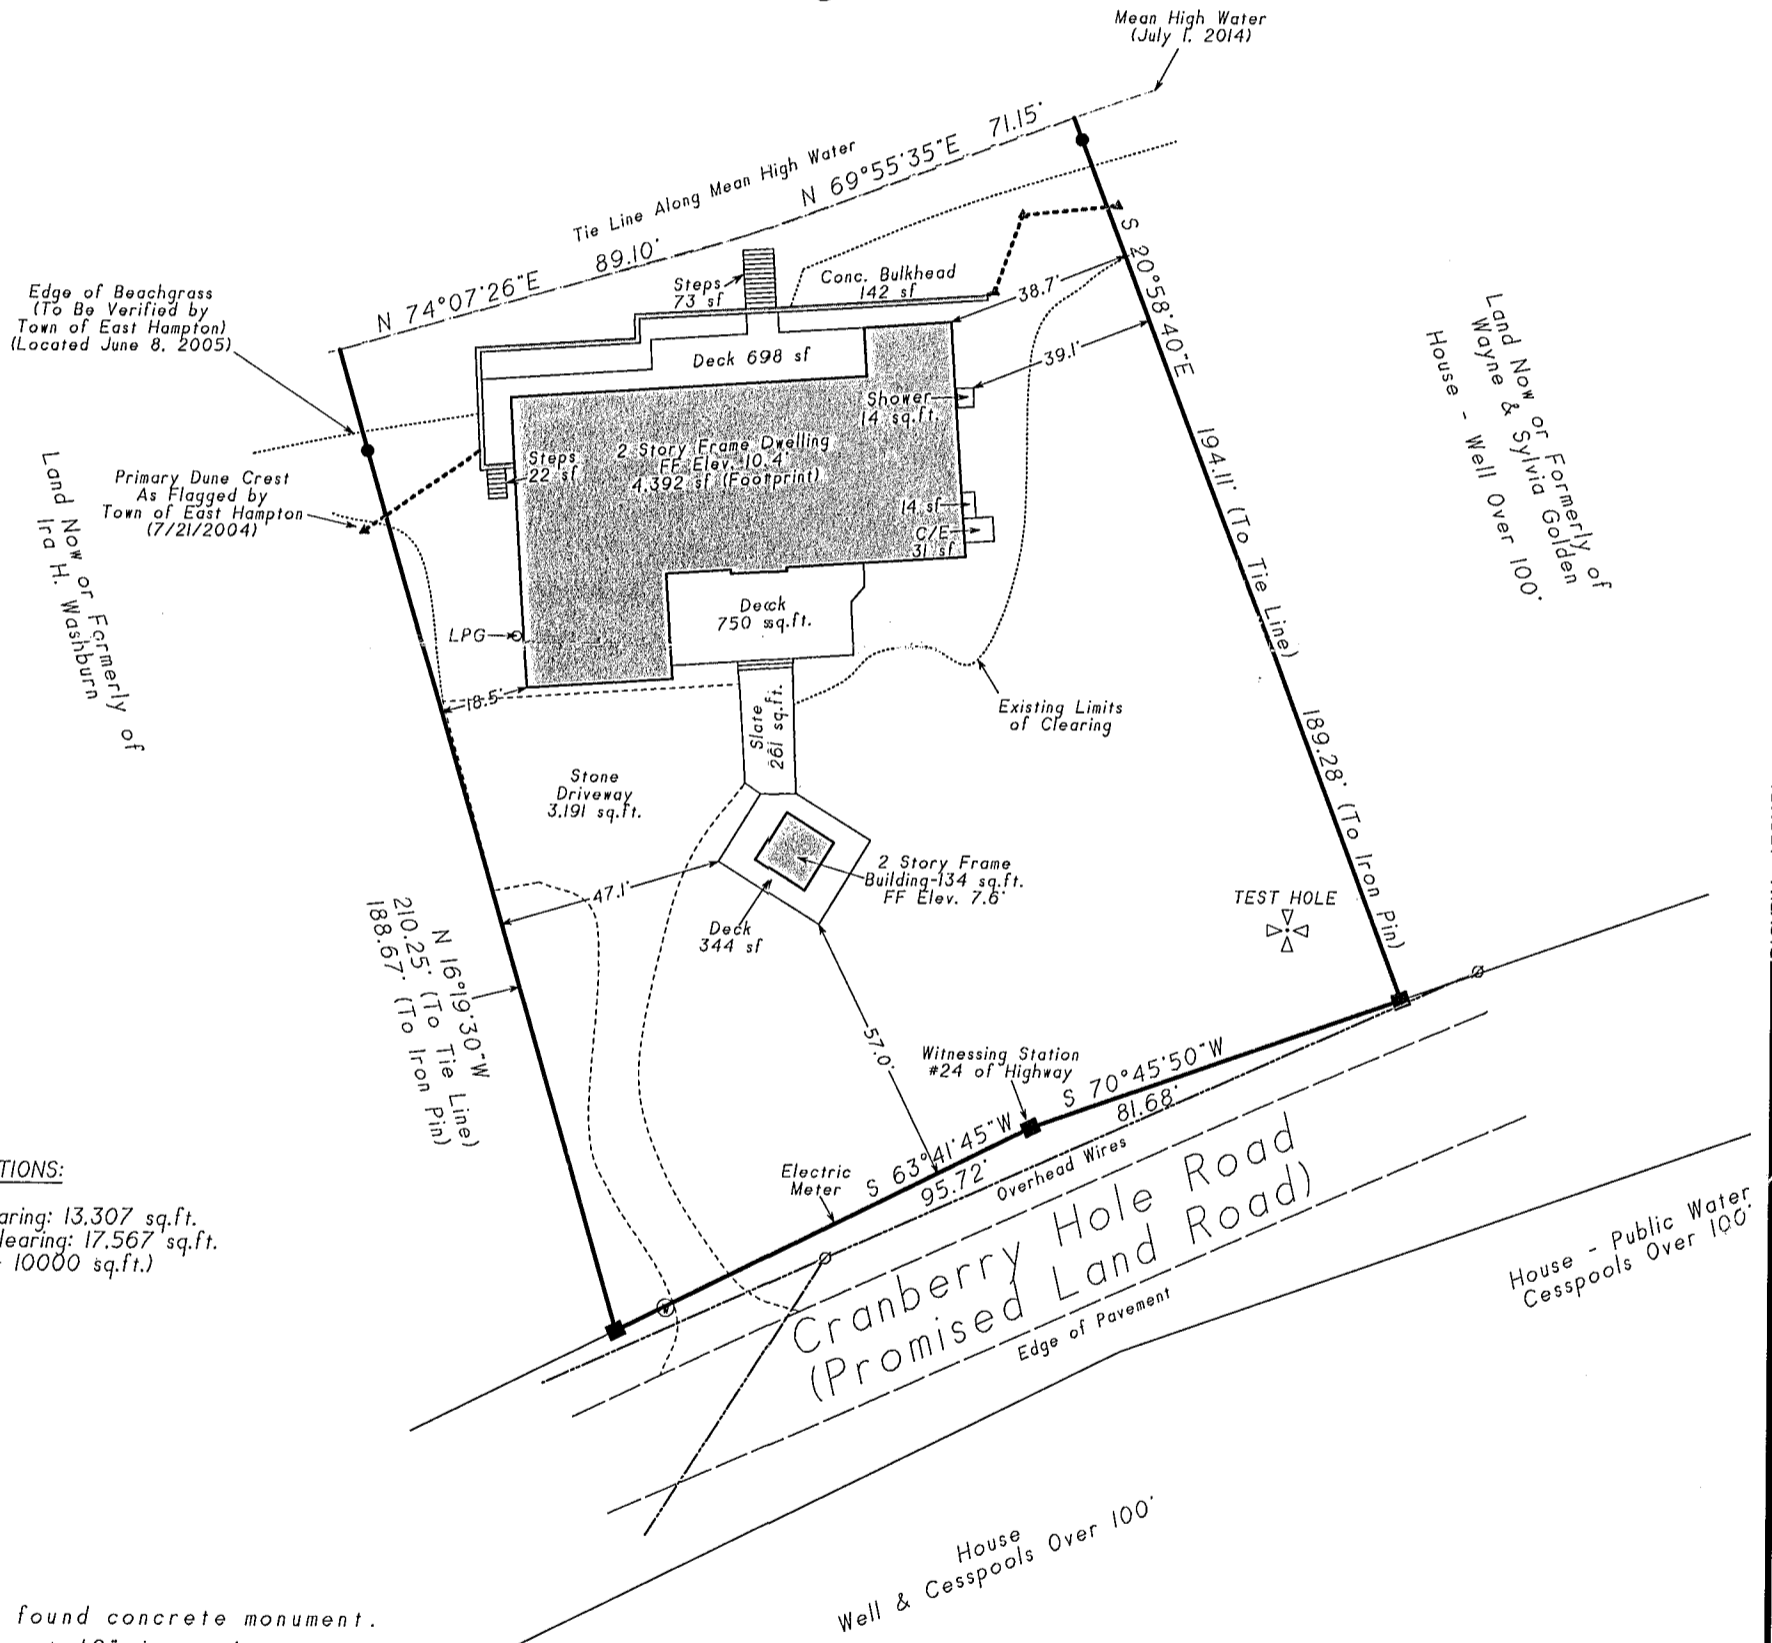 Mean High Water
(July 1, 2014)
Tie Line Along Mean High Water
N 69°55'35"E 71.15'
N 74°07'26"E 89.10'
Edge of Beachgrass
(To Be Verified by
Town of East Hampton)
(Located June 8, 2005)
Primary Dune Crest
As Flagged by
Town of East Hampton
(7/21/2004)
Land Now or Formerly of
Ira H. Washburn
Steps
73 sf
Conc. Bulkhead
142 sf
38.7'
39.1'
Deck 698 sf
Shower
14 sq.ft.
2 Story Frame Dwelling
FF Elev. 10.4'
4,392 sf (Footprint)
Steps
22 sf
14 sf
C/E
31 sf
Deck
750 sq.ft.
LPG
18.5'
S 20°58'40"E
194.11' (To Tie Line)
189.28' (To Iron Pin)
Land Now or Formerly of
Wayne & Sylvia Golden
House - Well Over 100'
Existing Limits
of Clearing
Slate
261 sq.ft.
Stone
Driveway
3,191 sq.ft.
2 Story Frame
Building-134 sq.ft.
FF Elev. 7.6'
47.1'
Deck
344 sf
TEST HOLE
N 16°19'30"W
210.25' (To Tie Line)
188.67' (To Iron Pin)
57.0'
Witnessing Station
#24 of Highway
S 70°45'50"W
81.68'
S 63°41'45"W
95.72'
Electric
Meter
Overhead Wires
Cranberry Hole Road
(Promised Land Road)
Edge of Pavement
House - Public Water
Cesspools Over 100'
TIONS:
aring: 13,307 sq.ft.
learing: 17,567 sq.ft.
10000 sq.ft.)
House
Well & Cesspools Over 100'
found concrete monument.